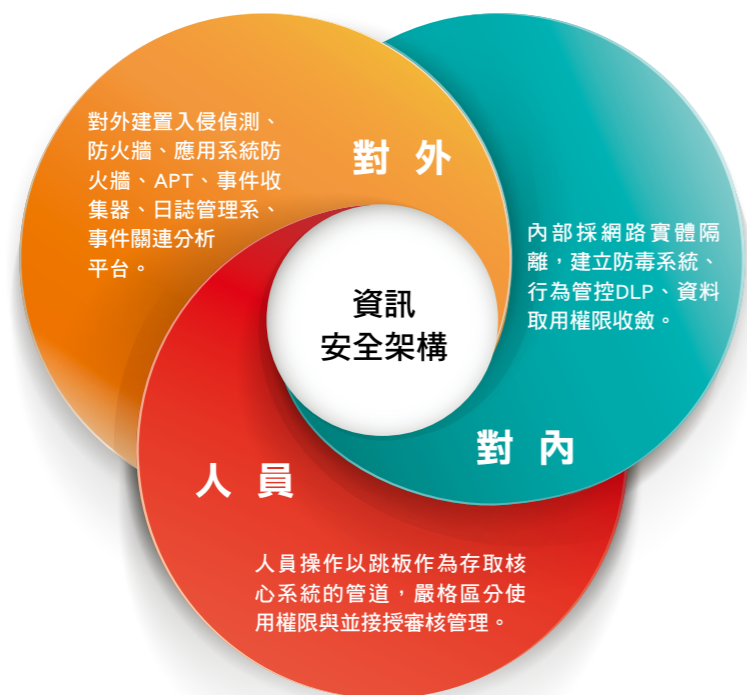 對外
對外建置入侵偵測、
防火牆、應用系統防
火牆、APT、事件收
集器、日誌管理系、
事件關連分析
平台。
內部採網路實體隔
離,建立防毒系統、
行為管控DLP、資料
取用權限收斂。
對內
資訊
安全架構
人員
人員操作以跳板作為存取核
心系統的管道,嚴格區分使
用權限與並接授審核管理。